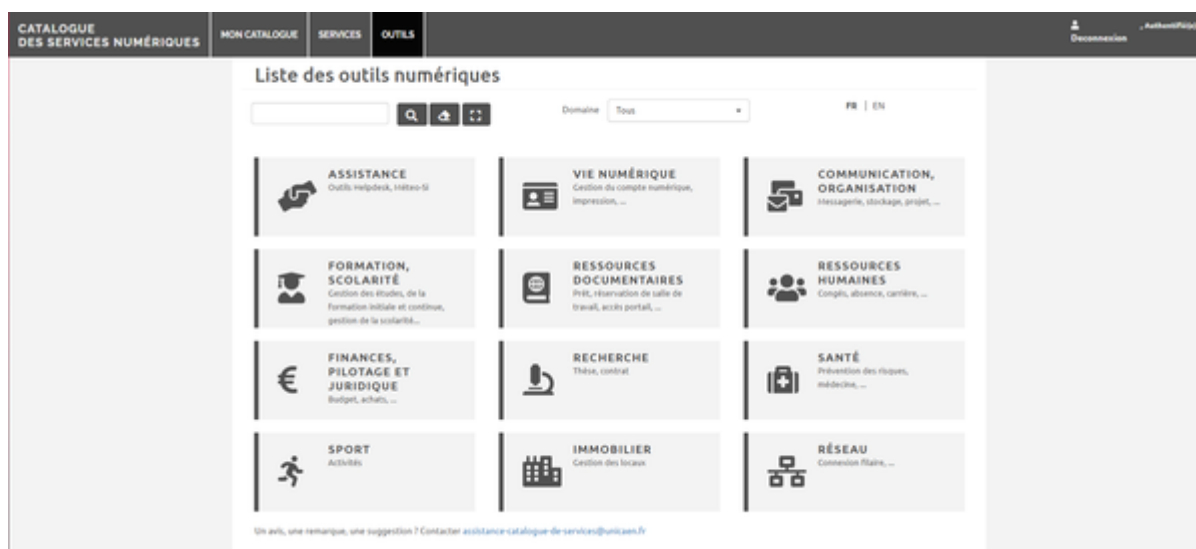 CATALOGUE
DES SERVICES NUMÉRIQUES
MON CATALOGUE
SERVICES
OUTILS
Deconnexion
, Authentifié(e)
Liste des outils numériques
Domaine
Tous
FR | EN
ASSISTANCE
Outils Helpdesk, Météo-SI
VIE NUMÉRIQUE
Gestion du compte numérique,
impression, ...
COMMUNICATION,
ORGANISATION
Messagerie, stockage, projet, ...
FORMATION,
SCOLARITÉ
Gestion des études, de la
formation initiale et continue,
gestion de la scolarité...
RESSOURCES
DOCUMENTAIRES
Prêt, réservation de salle de
travail, accès portail, ...
RESSOURCES
HUMAINES
Congés, absence, carrière, ...
FINANCES,
PILOTAGE ET
JURIDIQUE
Budget, achats, ...
RECHERCHE
Thèse, contrat
SANTÉ
Prévention des risques,
médecine, ...
SPORT
Activités
IMMOBILIER
Gestion des locaux
RÉSEAU
Connexion filaire, ...
Un avis, une remarque, une suggestion ? Contacter assistance-catalogue-de-services@unicaen.fr